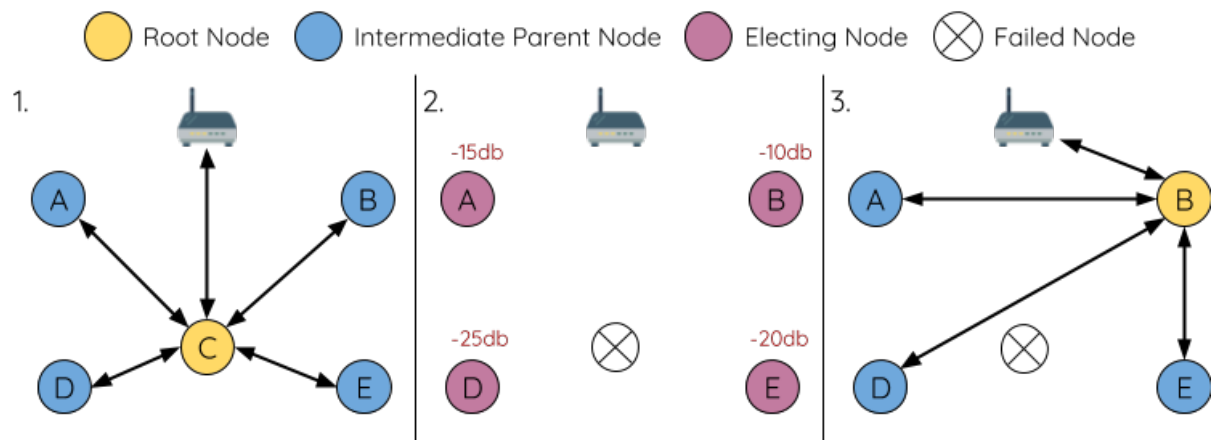 Root Node Intermediate Parent Node Electing Node Failed Node
1.
A
B
C
D
E
2.
-15db
-10db
A
B
-25db
-20db
D
E
3.
A
B
D
E